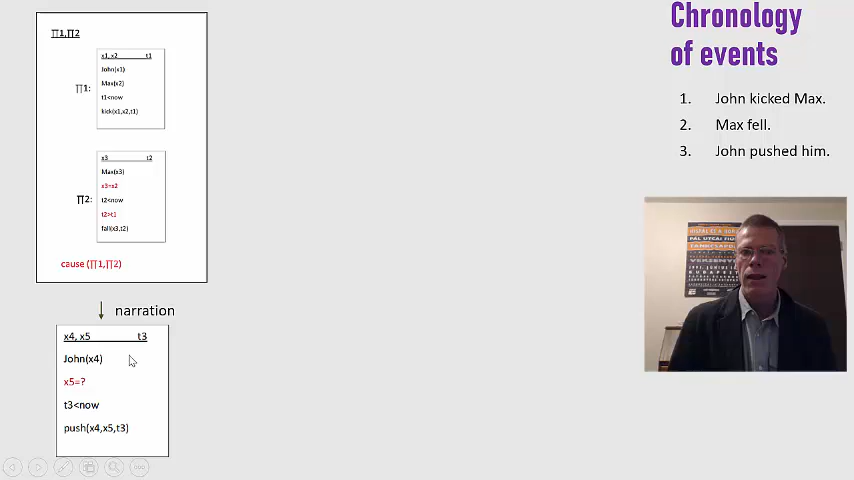 ∏1,∏2
x1, x2 t1
John(x1)
Max(x2)
t1<now
kick(x1,x2,t1)
∏1:
x3 t2
Max(x3)
x3=x2
t2<now
t2>t1
fall(x3,t2)
∏2:
cause (∏1,∏2)
narration
x4, x5 t3
John(x4)
x5=?
t3<now
push(x4,x5,t3)
Chronology
of events
1. John kicked Max.
2. Max fell.
3. John pushed him.